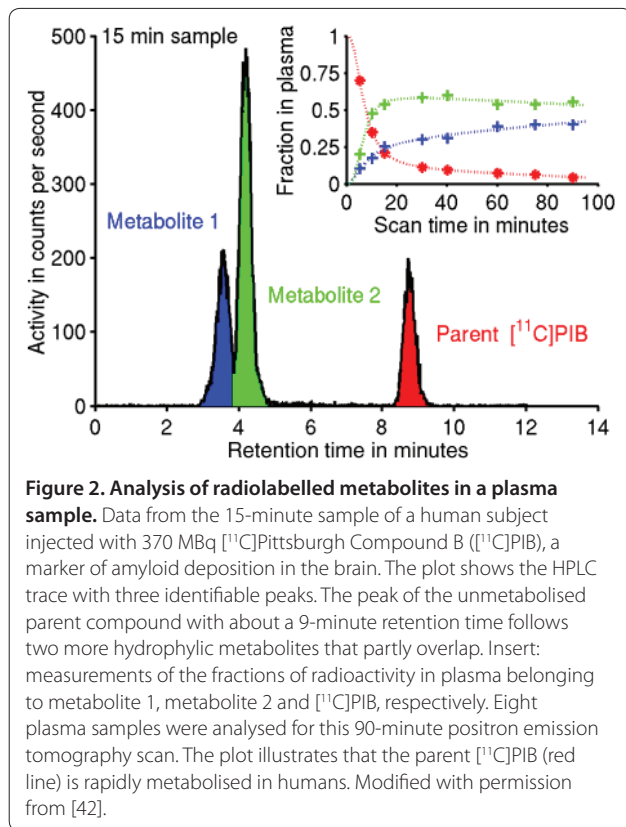 500
15 min sample
400
300
200
100
0
Activity in counts per second
Metabolite 1
Metabolite 2
Parent [¹¹C]PIB
0 2 4 6 8 10 12 14
Retention time in minutes
1
0.75
0.5
0.25
0
Fraction in plasma
0 20 40 60 80 100
Scan time in minutes
Figure 2. Analysis of radiolabelled metabolites in a plasma
sample. Data from the 15-minute sample of a human subject
injected with 370 MBq [¹¹C]Pittsburgh Compound B ([¹¹C]PIB), a
marker of amyloid deposition in the brain. The plot shows the HPLC
trace with three identifiable peaks. The peak of the unmetabolised
parent compound with about a 9-minute retention time follows
two more hydrophylic metabolites that partly overlap. Insert:
measurements of the fractions of radioactivity in plasma belonging
to metabolite 1, metabolite 2 and [¹¹C]PIB, respectively. Eight
plasma samples were analysed for this 90-minute positron emission
tomography scan. The plot illustrates that the parent [¹¹C]PIB (red
line) is rapidly metabolised in humans. Modified with permission
from [42].